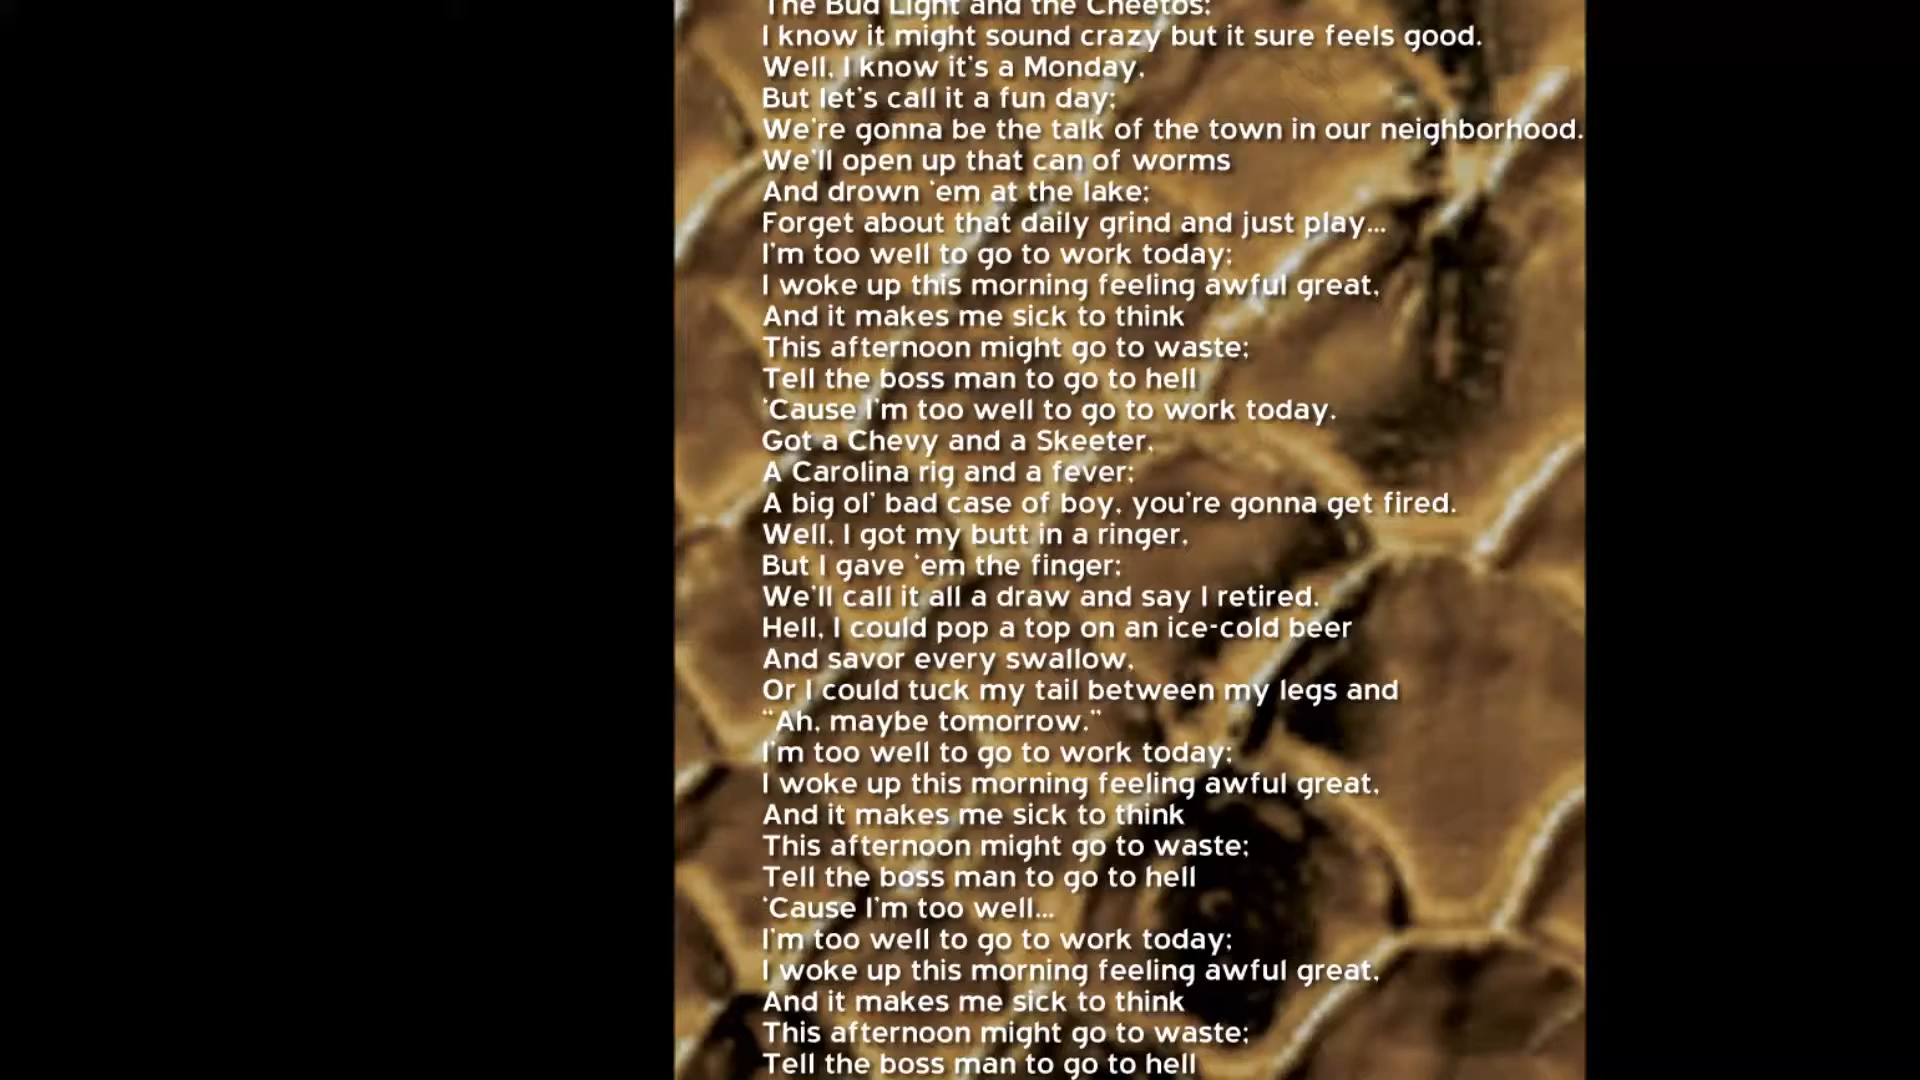 The Bud Light and the Cheetos;
I know it might sound crazy but it sure feels good.
Well, I know it's a Monday,
But let's call it a fun day;
We're gonna be the talk of the town in our neighborhood.
We'll open up that can of worms
And drown 'em at the lake;
Forget about that daily grind and just play...
I'm too well to go to work today;
I woke up this morning feeling awful great,
And it makes me sick to think
This afternoon might go to waste;
Tell the boss man to go to hell
'Cause I'm too well to go to work today.
Got a Chevy and a Skeeter,
A Carolina rig and a fever;
A big ol' bad case of boy, you're gonna get fired.
Well, I got my butt in a ringer,
But I gave 'em the finger;
We'll call it all a draw and say I retired.
Hell, I could pop a top on an ice-cold beer
And savor every swallow,
Or I could tuck my tail between my legs and
"Ah, maybe tomorrow."
I'm too well to go to work today;
I woke up this morning feeling awful great,
And it makes me sick to think
This afternoon might go to waste;
Tell the boss man to go to hell
'Cause I'm too well...
I'm too well to go to work today;
I woke up this morning feeling awful great,
And it makes me sick to think
This afternoon might go to waste;
Tell the boss man to go to hell